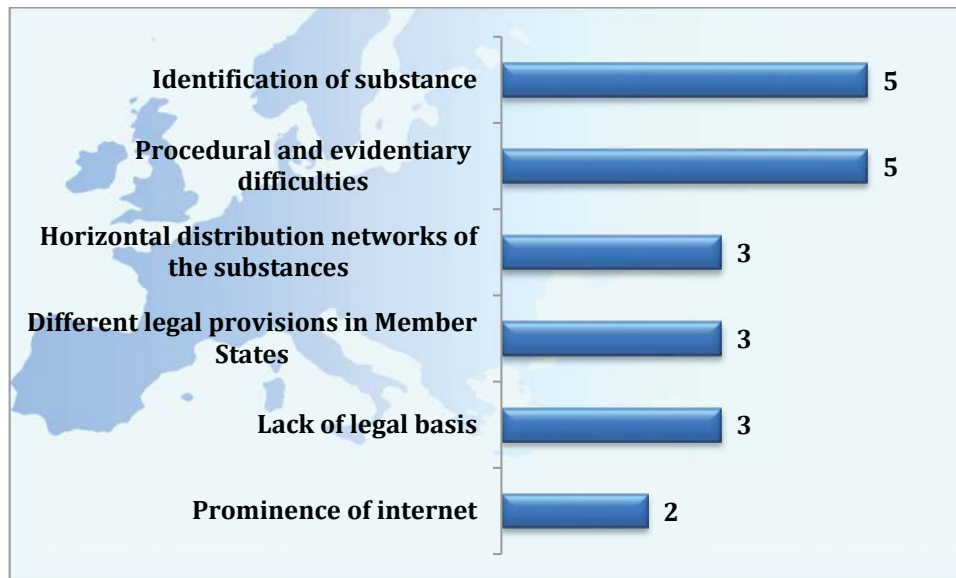 Identification of substance 5
Procedural and evidentiary
difficulties 5
Horizontal distribution networks of
the substances 3
Different legal provisions in Member
States 3
Lack of legal basis 3
Prominence of internet 2